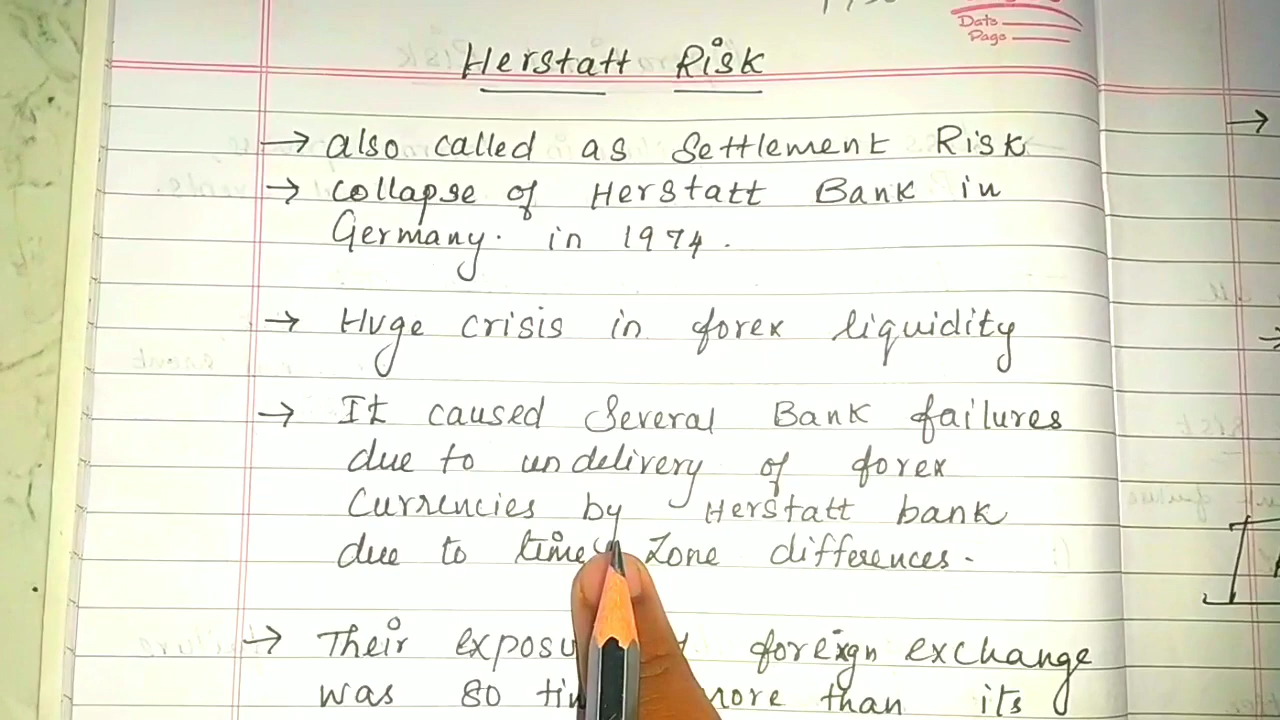 Date
Page
Herstatt Risk
→ also called as Settlement Risk
→ collapse of Herstatt Bank in
Germany. in 1974.
→ Huge crisis in forex liquidity
→ It caused Several Bank failures
due to undelivery of forex
Currencies by Herstatt bank
due to time zone differences.
→ Their foreign exchange
was 80 more than its